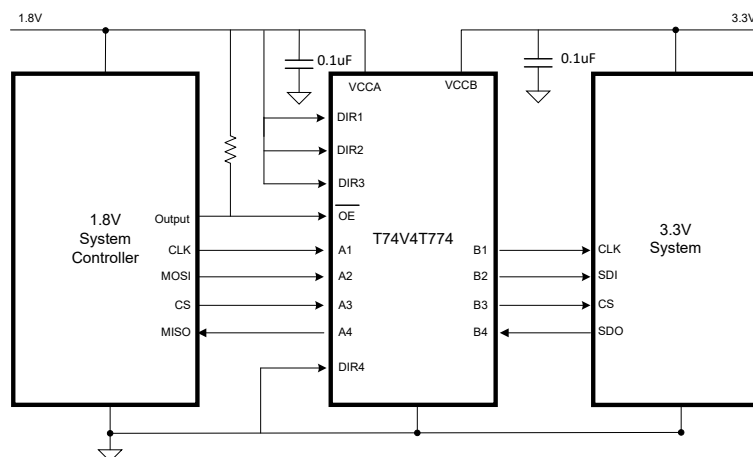 1.8V
3.3V
0.1uF
0.1uF
VCCA
VCCB
DIR1
DIR2
DIR3
Output
OE
1.8V
System
Controller
T74V4T774
3.3V
System
CLK
A1
B1
CLK
MOSI
A2
B2
SDI
CS
A3
B3
CS
MISO
A4
B4
SDO
DIR4